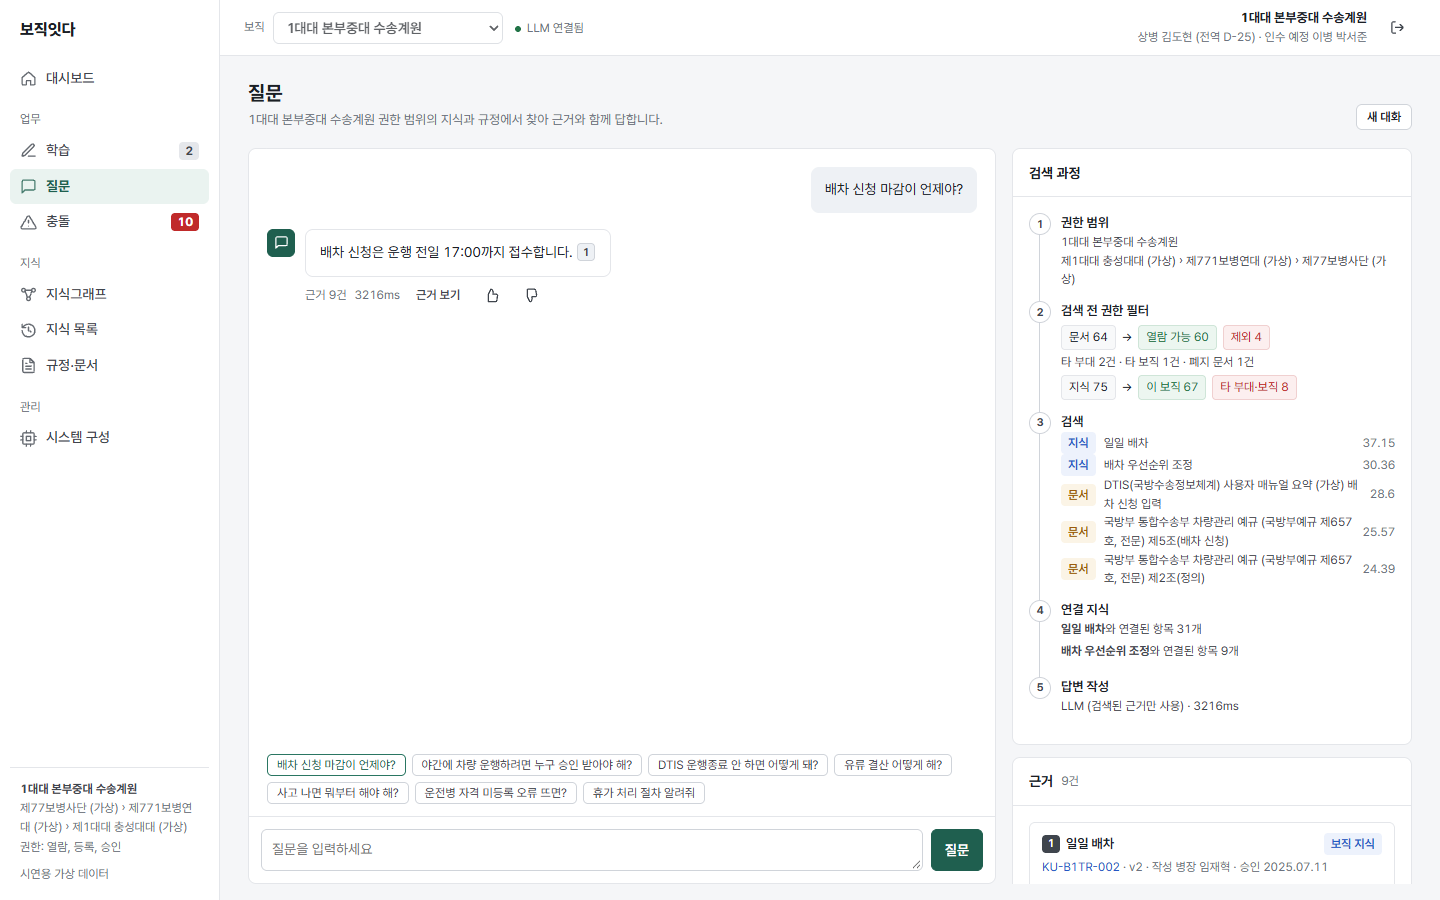 보직잇다
대시보드
업무
학습 2
질문
충돌 10
지식
지식그래프
지식 목록
규정·문서
관리
시스템 구성
1대대 본부중대 수송계원
제77보병사단 (가상) › 제771보병연
대 (가상) › 제1대대 충성대대 (가상)
권한: 열람, 등록, 승인
시연용 가상 데이터
보직 1대대 본부중대 수송계원 LLM 연결됨
1대대 본부중대 수송계원
상병 김도현 (전역 D-25) · 인수 예정 이병 박서준
질문
1대대 본부중대 수송계원 권한 범위의 지식과 규정에서 찾아 근거와 함께 답합니다.
새 대화
배차 신청 마감이 언제야?
배차 신청은 운행 전일 17:00까지 접수합니다. 1
근거 9건 3216ms 근거 보기
배차 신청 마감이 언제야? 야간에 차량 운행하려면 누구 승인 받아야 해? DTIS 운행종료 안 하면 어떻게 돼? 유류 결산 어떻게 해?
사고 나면 뭐부터 해야 해? 운전병 자격 미등록 오류 뜨면? 휴가 처리 절차 알려줘
질문을 입력하세요
질문
검색 과정
1 권한 범위
1대대 본부중대 수송계원
제1대대 충성대대 (가상) › 제771보병연대 (가상) › 제77보병사단 (가
상)
2 검색 전 권한 필터
문서 64 → 열람 가능 60 제외 4
타 부대 2건 · 타 보직 1건 · 폐지 문서 1건
지식 75 → 이 보직 67 타 부대·보직 8
3 검색
지식 일일 배차 37.15
지식 배차 우선순위 조정 30.36
문서 DTIS(국방수송정보체계) 사용자 매뉴얼 요약 (가상) 배
차 신청 입력 28.6
문서 국방부 통합수송부 차량관리 예규 (국방부예규 제657
호, 전문) 제5조(배차 신청) 25.57
문서 국방부 통합수송부 차량관리 예규 (국방부예규 제657
호, 전문) 제2조(정의) 24.39
4 연결 지식
일일 배차와 연결된 항목 31개
배차 우선순위 조정와 연결된 항목 9개
5 답변 작성
LLM (검색된 근거만 사용) · 3216ms
근거 9건
1 일일 배차 보직 지식
KU-B1TR-002 · v2 · 작성 병장 임재혁 · 승인 2025.07.11